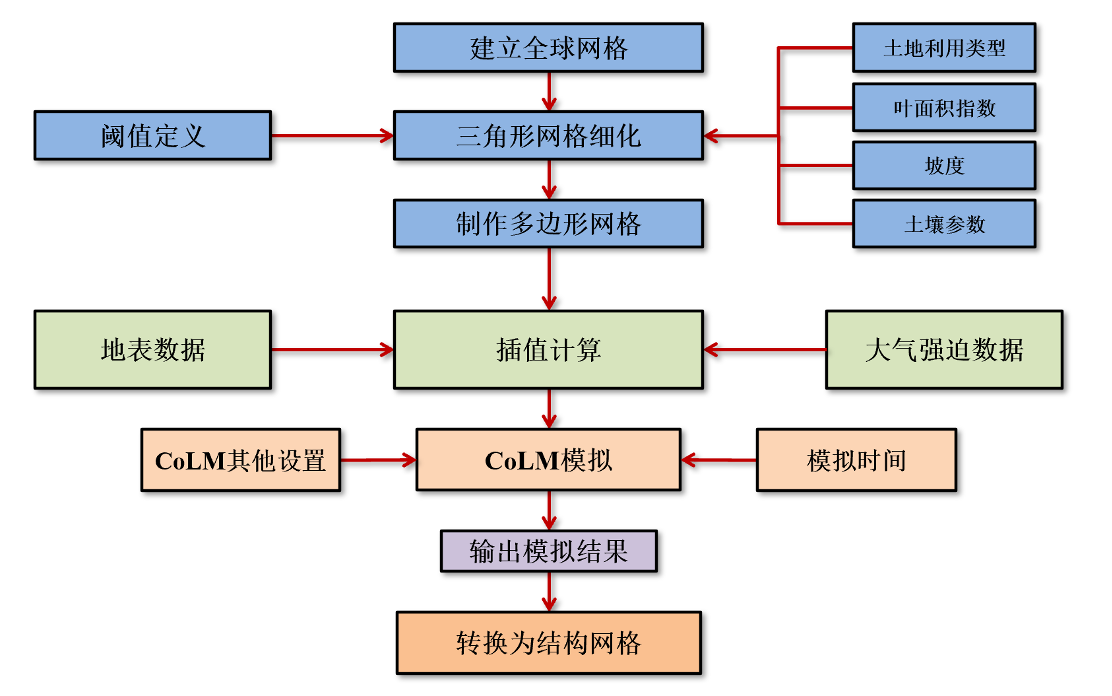 建立全球网格
土地利用类型
叶面积指数
阈值定义
三角形网格细化
坡度
制作多边形网格
土壤参数
地表数据
插值计算
大气强迫数据
CoLM其他设置
CoLM模拟
模拟时间
输出模拟结果
转换为结构网格